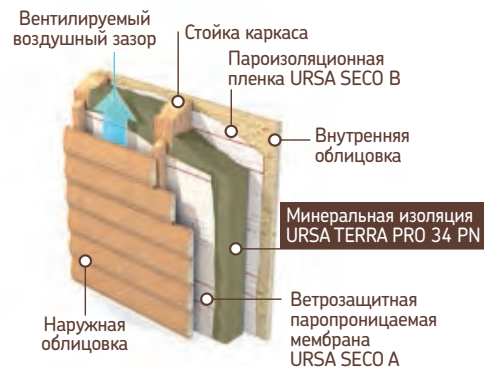 Вентилируемый
воздушный зазор
Стойка каркаса
Пароизоляционная
пленка URSA SECO B
Внутренняя
облицовка
Минеральная изоляция
URSA TERRA PRO 34 PN
Ветрозащитная
паропроницаемая
мембрана
URSA SECO A
Наружная
облицовка